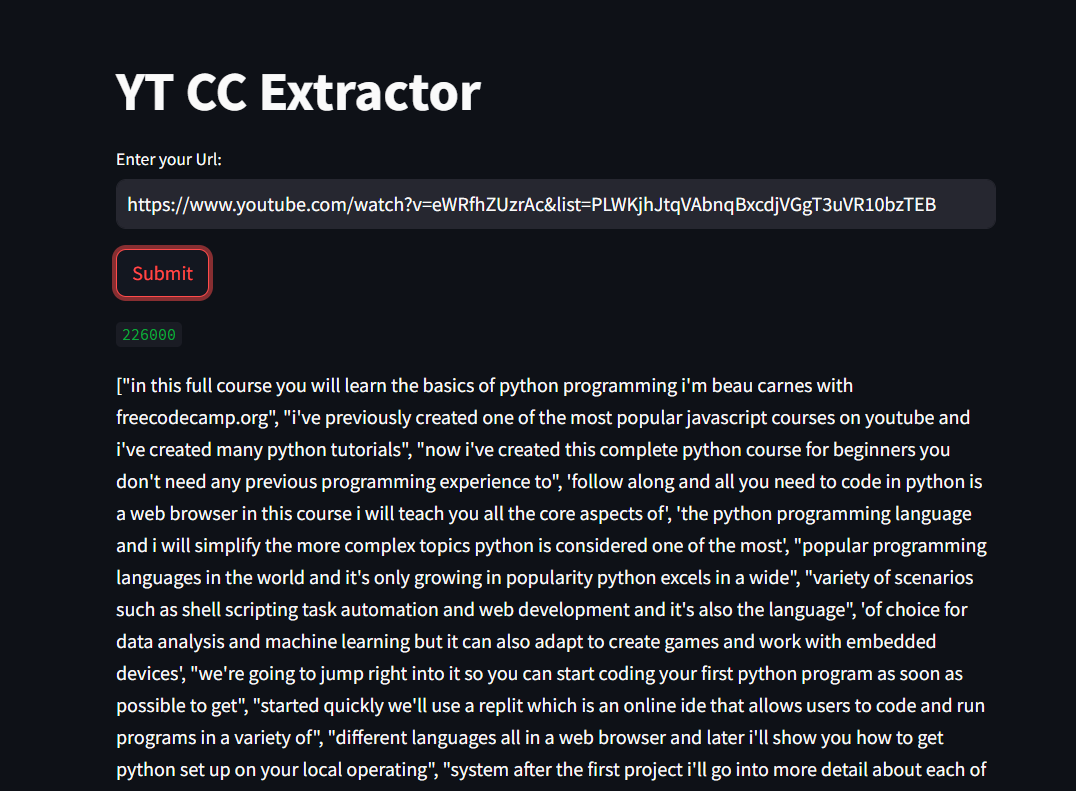 YT CC Extractor
Enter your Url:
https://www.youtube.com/watch?v=eWRfhZUzrAc&list=PLWKjhJtqVAbnqBxcdjVGgT3uVR10bzTEB
Submit
226000
["in this full course you will learn the basics of python programming i'm beau carnes with
freecodecamp.org", "i've previously created one of the most popular javascript courses on youtube and
i've created many python tutorials", "now i've created this complete python course for beginners you
don't need any previous programming experience to", 'follow along and all you need to code in python is
a web browser in this course i will teach you all the core aspects of', 'the python programming language
and i will simplify the more complex topics python is considered one of the most', "popular programming
languages in the world and it's only growing in popularity python excels in a wide", "variety of scenarios
such as shell scripting task automation and web development and it's also the language", 'of choice for
data analysis and machine learning but it can also adapt to create games and work with embedded
devices', "we're going to jump right into it so you can start coding your first python program as soon as
possible to get", "started quickly we'll use a replit which is an online ide that allows users to code and run
programs in a variety of", "different languages all in a web browser and later i'll show you how to get
python set up on your local operating", "system after the first project i'll go into more detail about each of